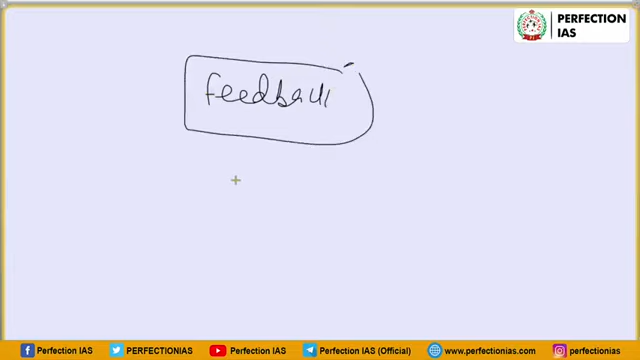 PERFECTION
IAS
Feedback
Perfection IAS
PERFECTIONIAS
Perfection IAS
Perfection IAS (Official)
www.perfectionias.com
perfectionias